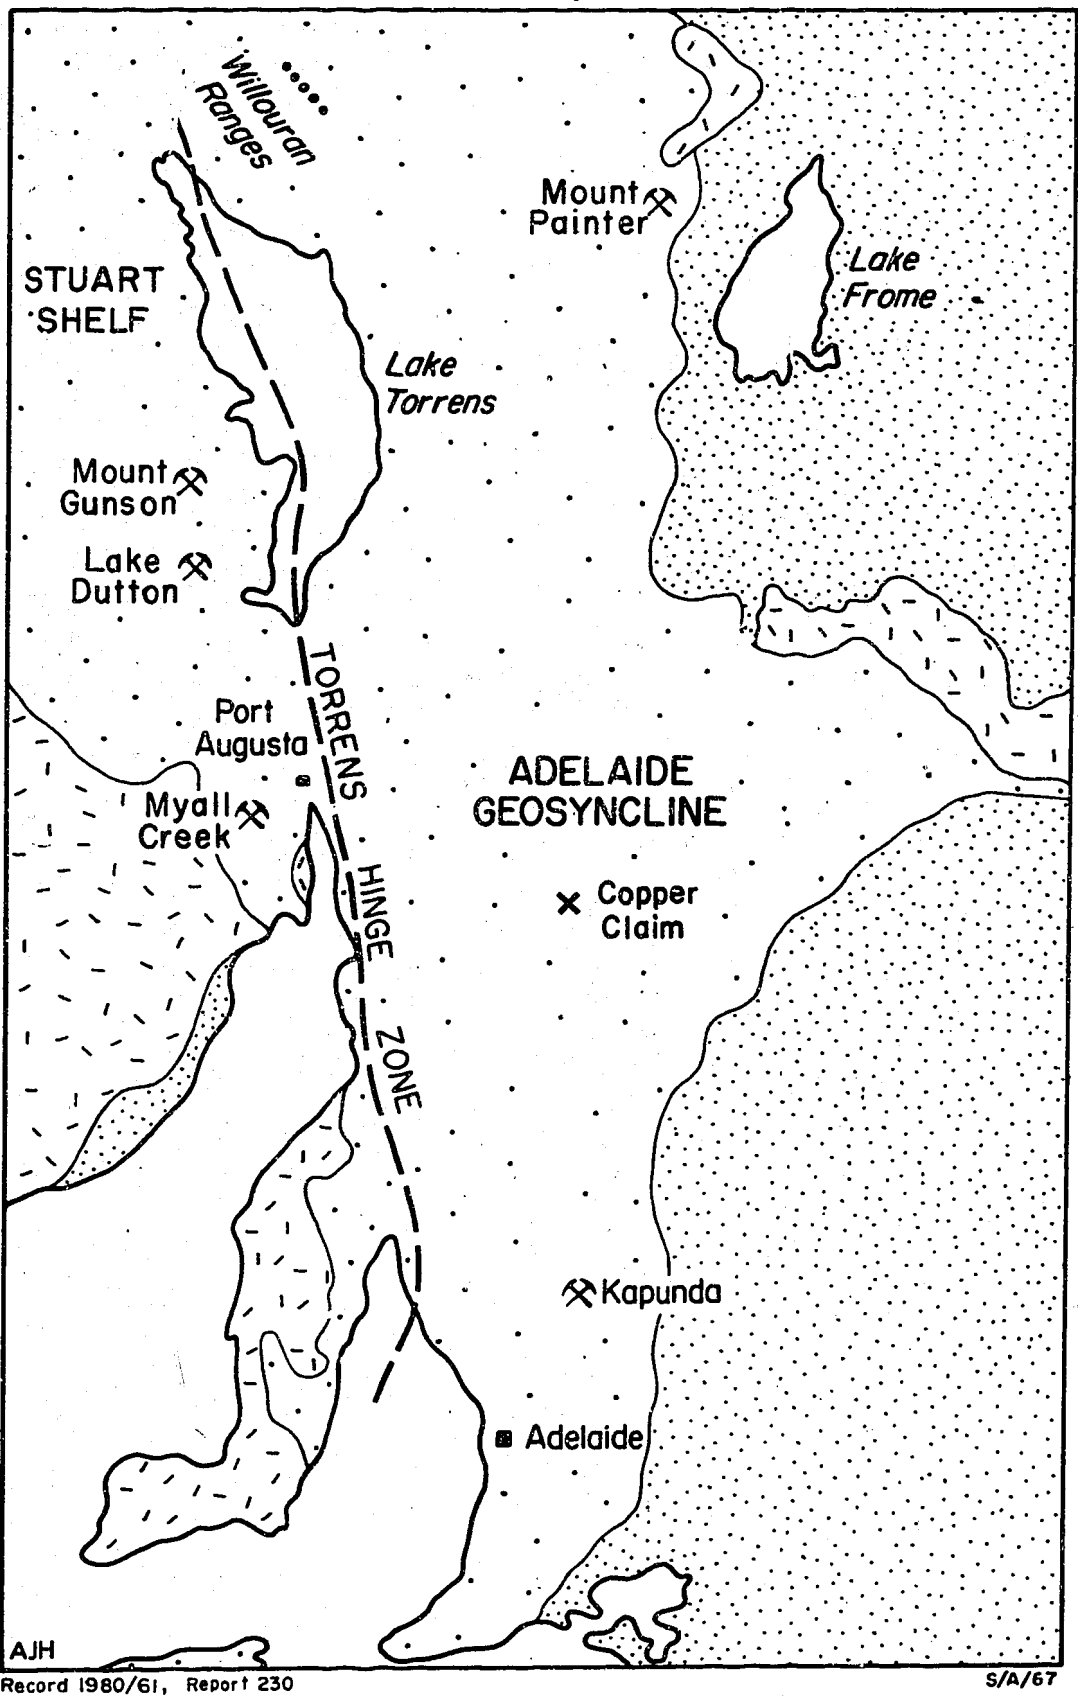 Willouran
Ranges
Mount
Painter
STUART
SHELF
Lake
Frome
Lake
Torrens
Mount
Gunson
Lake
Dutton
TORRENS
HINGE
ZONE
Port
Augusta
ADELAIDE
GEOSYNCLINE
Myall
Creek
Copper
Claim
Kapunda
Adelaide
AJH
Record 1980/61, Report 230
S/A/67